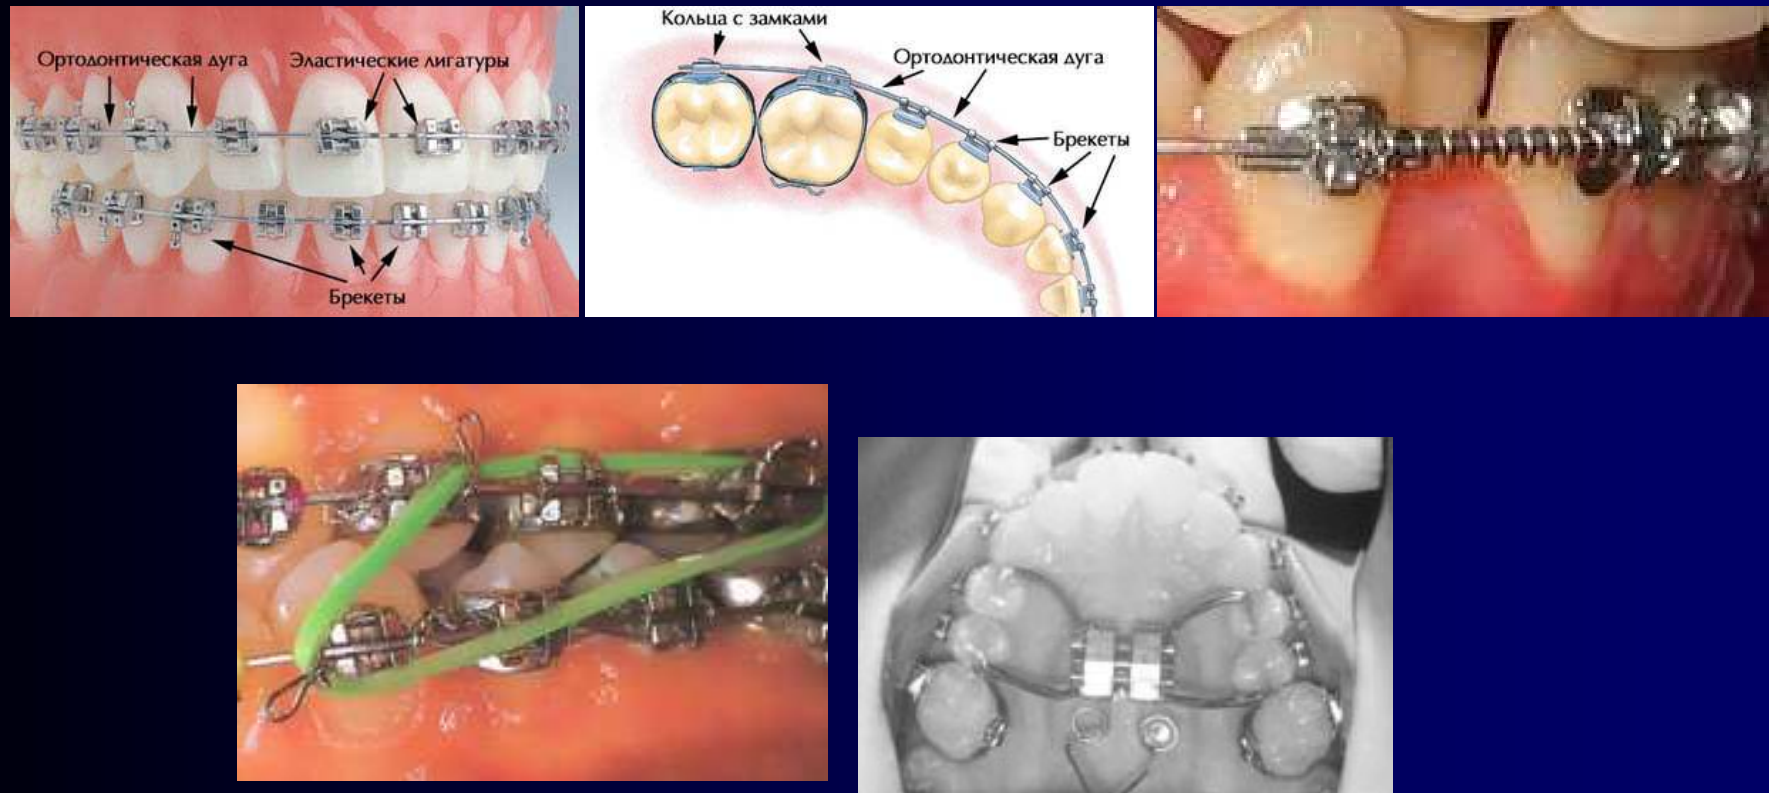 Ортодонтическая дуга
Эластические лигатуры
Брекеты
Кольца с замками
Ортодонтическая дуга
Брекеты